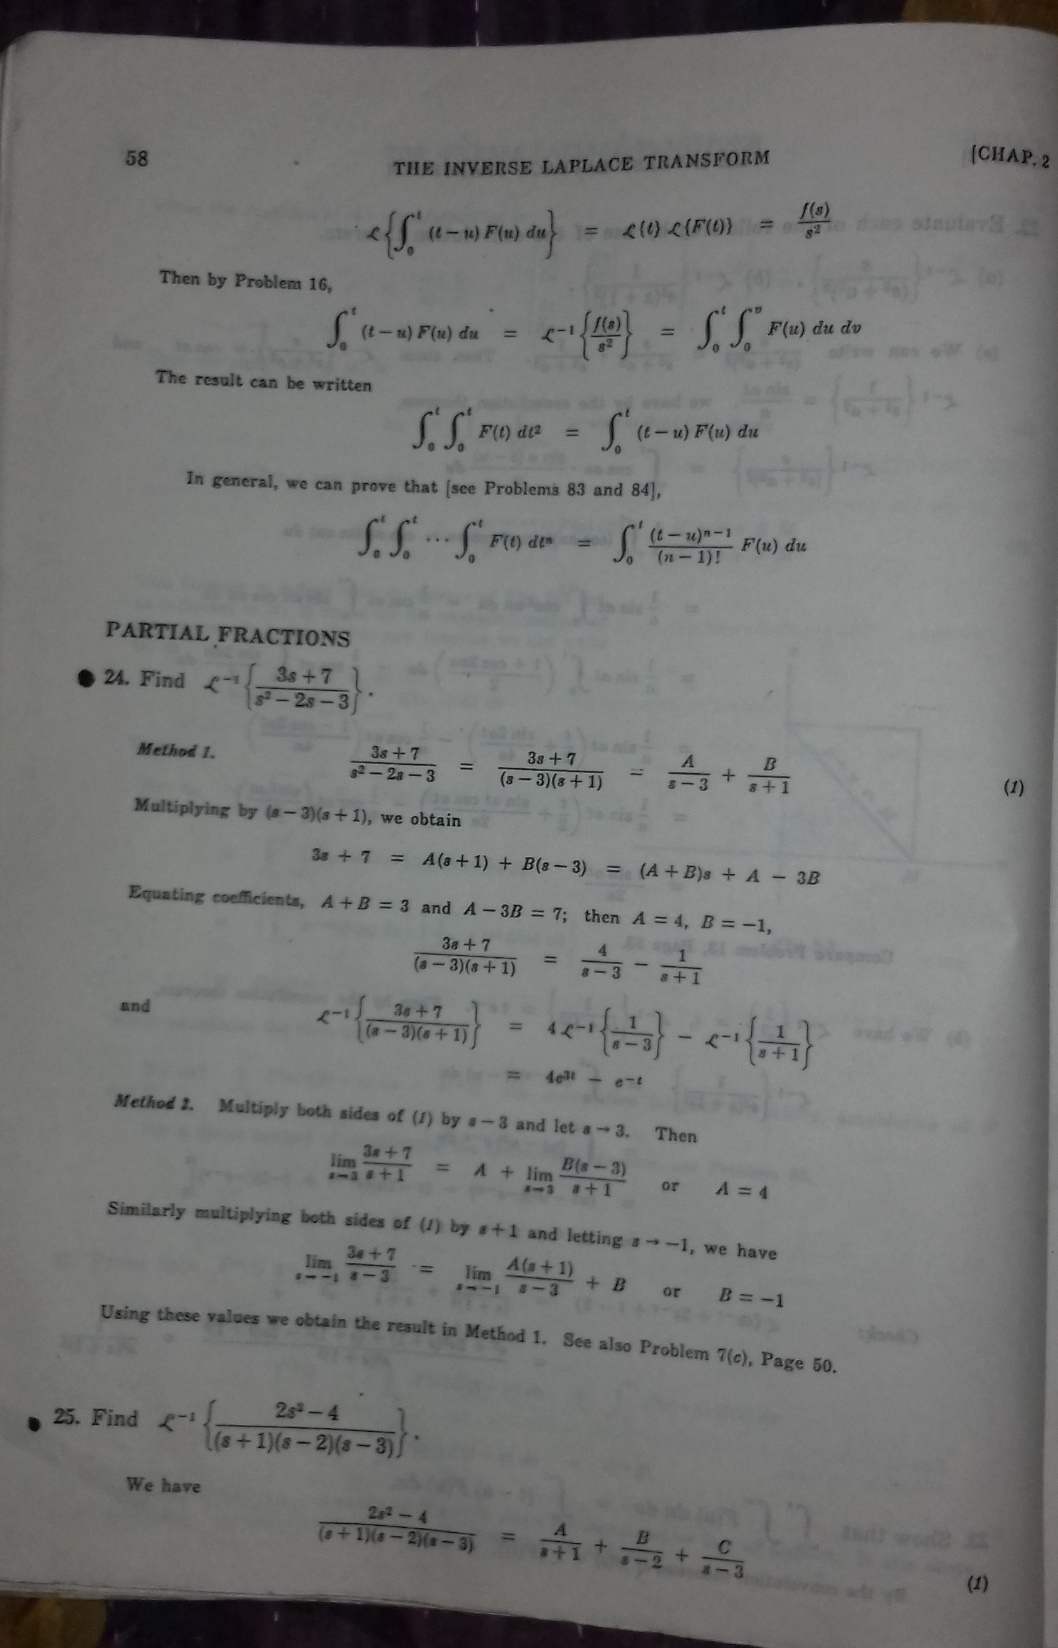 58 THE INVERSE LAPLACE TRANSFORM [CHAP. 2
ℒ{∫₀ᵗ (t − u) F(u) du} = ℒ{t} ℒ{F(t)} = f(s)/s²
Then by Problem 16,
∫₀ᵗ (t − u) F(u) du = ℒ⁻¹{f(s)/s²} = ∫₀ᵗ ∫₀ᵛ F(u) du dv
The result can be written
∫₀ᵗ ∫₀ᵗ F(t) dt² = ∫₀ᵗ (t − u) F(u) du
In general, we can prove that [see Problems 83 and 84],
∫₀ᵗ ∫₀ᵗ ··· ∫₀ᵗ F(t) dtⁿ = ∫₀ᵗ (t − u)ⁿ⁻¹/(n − 1)! F(u) du
PARTIAL FRACTIONS
● 24. Find ℒ⁻¹{(3s + 7)/(s² − 2s − 3)}.
Method 1. (3s + 7)/(s² − 2s − 3) = (3s + 7)/((s − 3)(s + 1)) = A/(s − 3) + B/(s + 1) (1)
Multiplying by (s − 3)(s + 1), we obtain
3s + 7 = A(s + 1) + B(s − 3) = (A + B)s + A − 3B
Equating coefficients, A + B = 3 and A − 3B = 7; then A = 4, B = −1,
(3s + 7)/((s − 3)(s + 1)) = 4/(s − 3) − 1/(s + 1)
and ℒ⁻¹{(3s + 7)/((s − 3)(s + 1))} = 4 ℒ⁻¹{1/(s − 3)} − ℒ⁻¹{1/(s + 1)}
= 4e³ᵗ − e⁻ᵗ
Method 2. Multiply both sides of (1) by s − 3 and let s → 3. Then
lim s→3 (3s + 7)/(s + 1) = A + lim s→3 B(s − 3)/(s + 1) or A = 4
Similarly multiplying both sides of (1) by s + 1 and letting s → −1, we have
lim s→−1 (3s + 7)/(s − 3) = lim s→−1 A(s + 1)/(s − 3) + B or B = −1
Using these values we obtain the result in Method 1. See also Problem 7(c), Page 50.
● 25. Find ℒ⁻¹{(2s² − 4)/((s + 1)(s − 2)(s − 3))}.
We have
(2s² − 4)/((s + 1)(s − 2)(s − 3)) = A/(s + 1) + B/(s − 2) + C/(s − 3) (1)